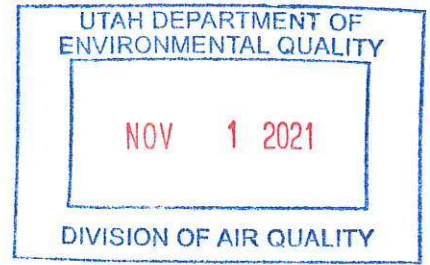 UTAH DEPARTMENT OF
ENVIRONMENTAL QUALITY
NOV 1 2021
DIVISION OF AIR QUALITY